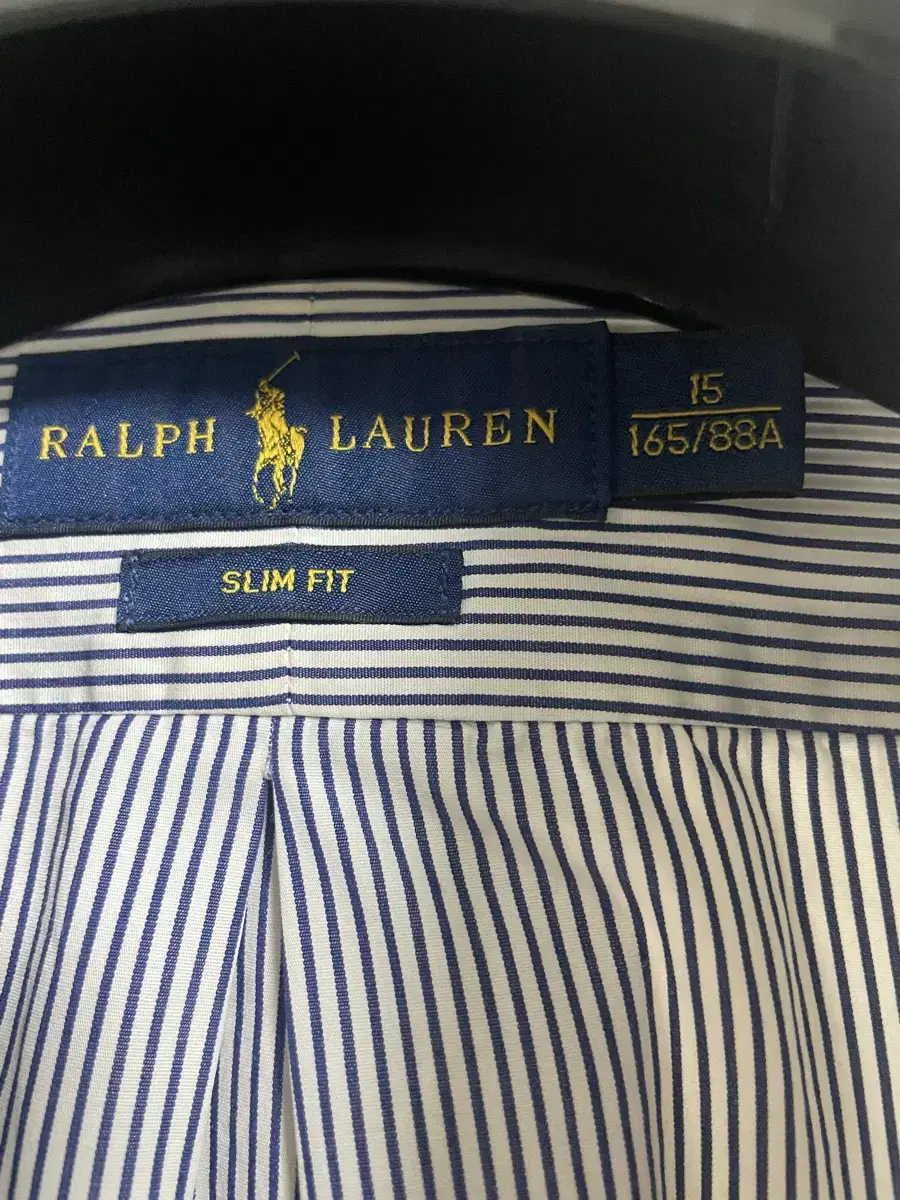 RALPH LAUREN
15
165/88A
SLIM FIT